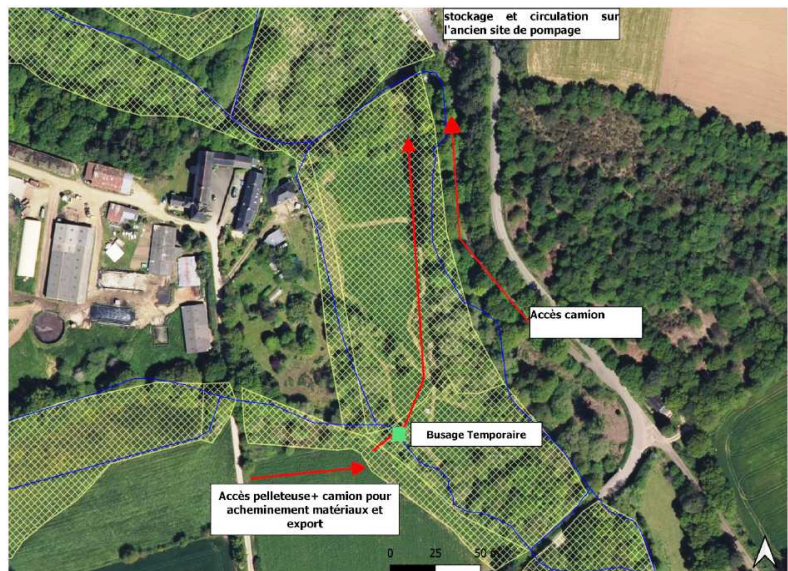 stockage et circulation sur
l'ancien site de pompage
Accès camion
Busage Temporaire
Accès pelleteuse+ camion pour
acheminement matériaux et
export
0 25 50